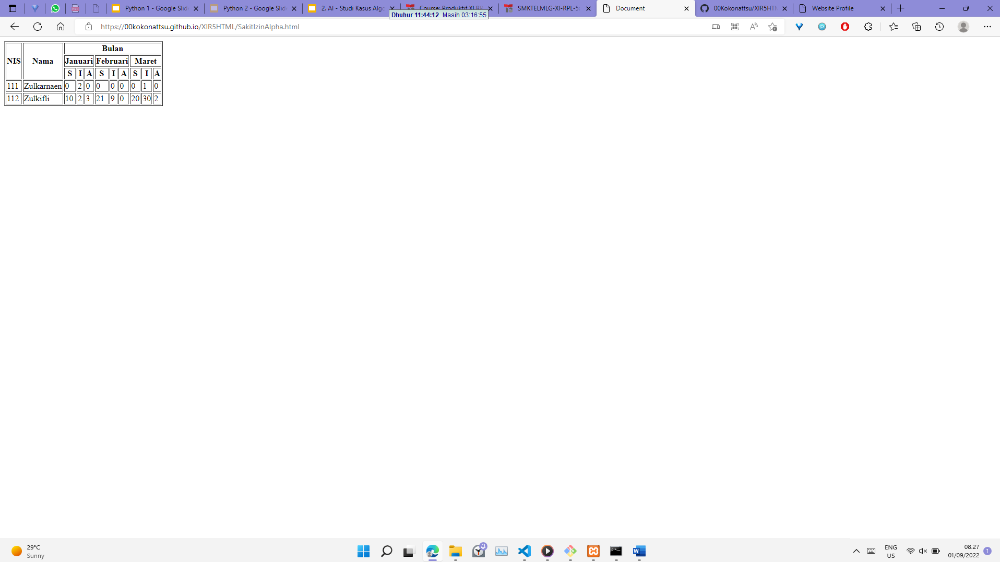 Python 1 - Google Slid
Python 2 - Google Slid
2. AI - Studi Kasus Algo
Course: Produktif XI RP
SMKTELMLG-XI-RPL-5:
Document
00Kokonattsu/XIR5HTM
Website Profile
Dhuhur 11:44:12 Masih 03:16:55
https://00kokonattsu.github.io/XIR5HTML/SakitIzinAlpha.html
NIS Nama Bulan
Januari Februari Maret
S I A S I A S I A
111 Zulkarnaen 0 2 0 0 0 0 0 1 0
112 Zulkifli 10 2 3 21 9 0 20 30 2
29°C
Sunny
ENG
US
08.27
01/09/2022
1